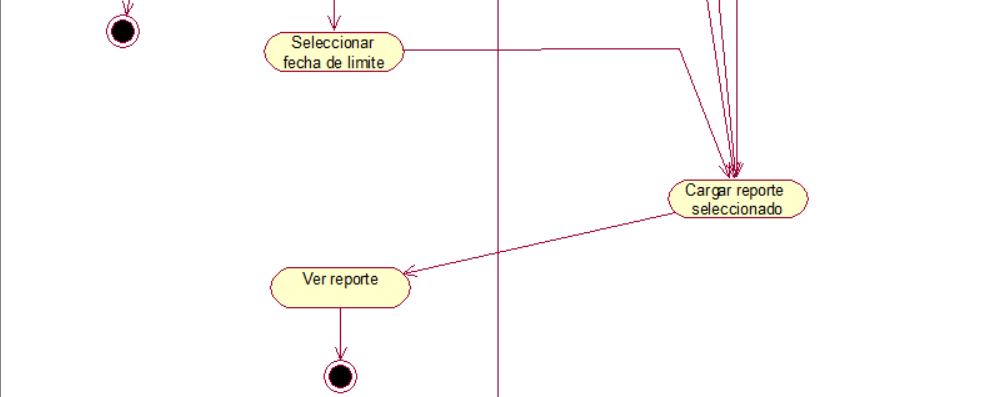 Seleccionar
fecha de limite
Cargar reporte
seleccionado
Ver reporte